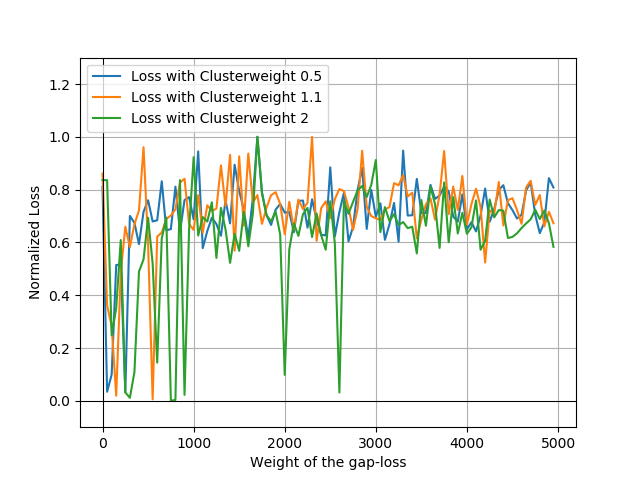 Loss with Clusterweight 0.5
Loss with Clusterweight 1.1
Loss with Clusterweight 2
1.2
1.0
0.8
0.6
0.4
0.2
0.0
Normalized Loss
0 1000 2000 3000 4000 5000
Weight of the gap-loss